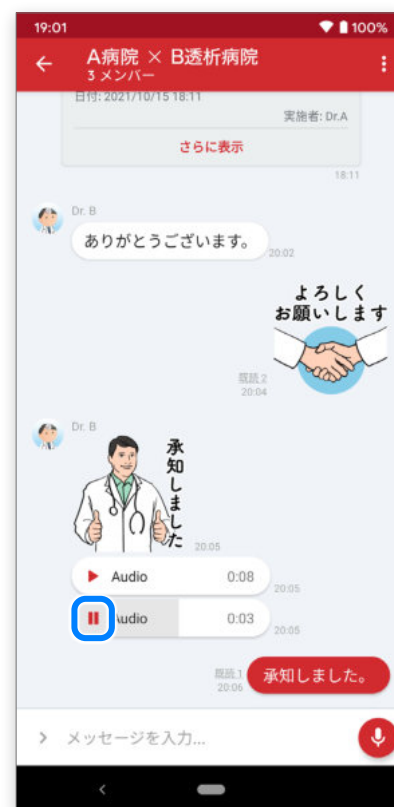 19:01
100%
A病院 × B透析病院
3 メンバー
日付: 2021/10/15 18:11
実施者: Dr.A
さらに表示
18:11
Dr. B
ありがとうございます。
20:02
よろしく
お願いします
既読 2
20:04
Dr. B
承知しました
20:05
Audio 0:08
20:05
Audio 0:03
20:05
既読 1
20:06
承知しました。
メッセージを入力...